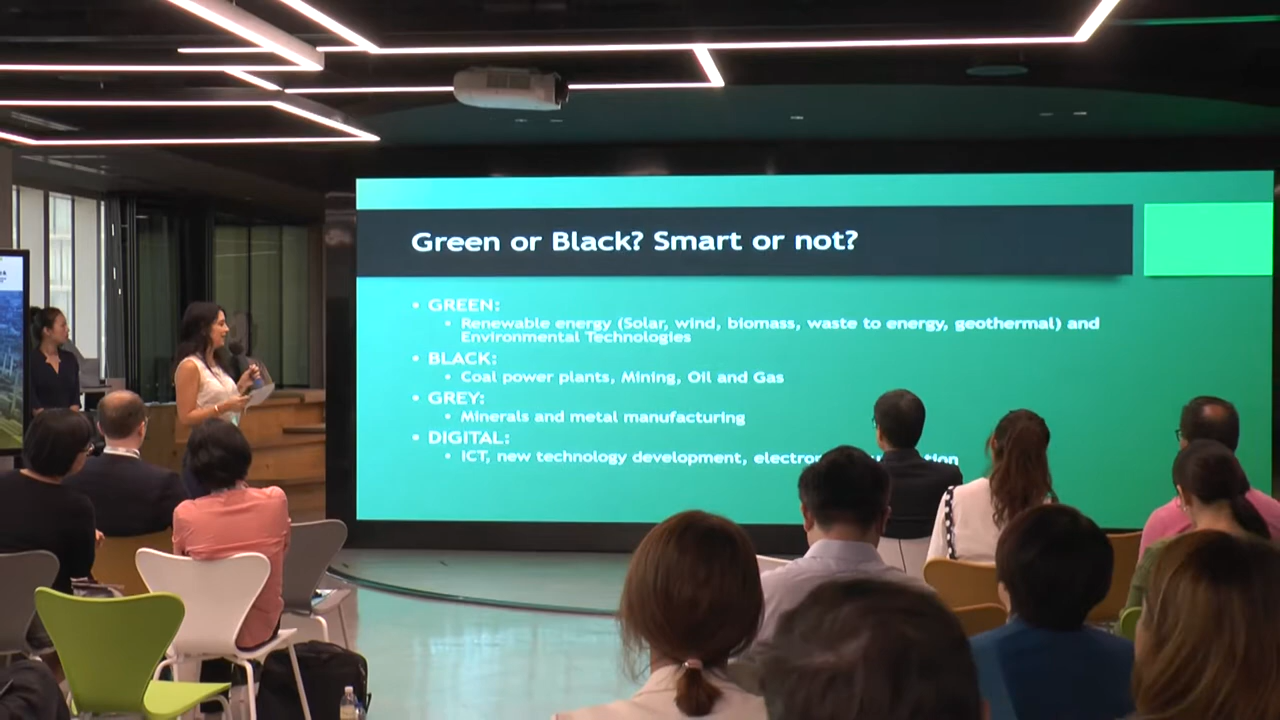 Green or Black? Smart or not?
• GREEN:
• Renewable energy (Solar, wind, biomass, waste to energy, geothermal) and
Environmental Technologies
• BLACK:
• Coal power plants, Mining, Oil and Gas
• GREY:
• Minerals and metal manufacturing
• DIGITAL:
• ICT, new technology development,